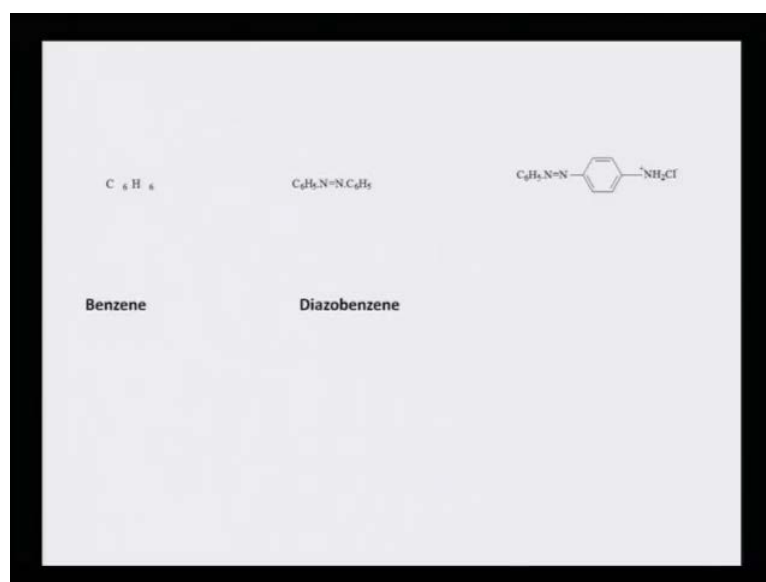 C 6 H 6
C6H5.N=N.C6H5
C6H5.N=N
+NH2Cl-
Benzene
Diazobenzene